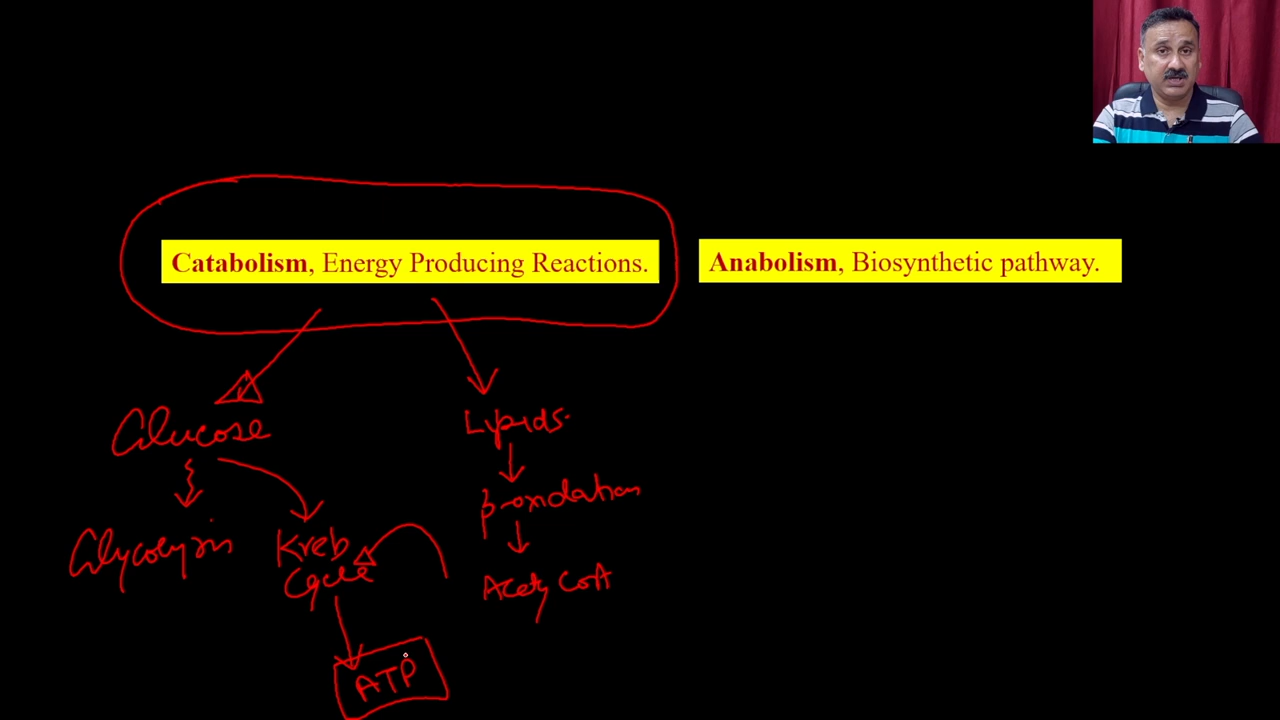 Catabolism, Energy Producing Reactions.
Anabolism, Biosynthetic pathway.
Glucose
Lipids
Glycolysis
Kreb
Cycle
β-oxidation
Acety CoA
ATP